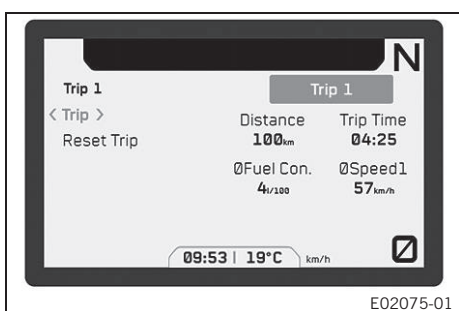 N
Trip 1
Trip 1
< Trip >
Distance
Trip Time
Reset Trip
100km
04:25
ØFuel Con.
ØSpeed1
4l/100
57km/h
09:53 | 19°C km/h
0
E02075-01